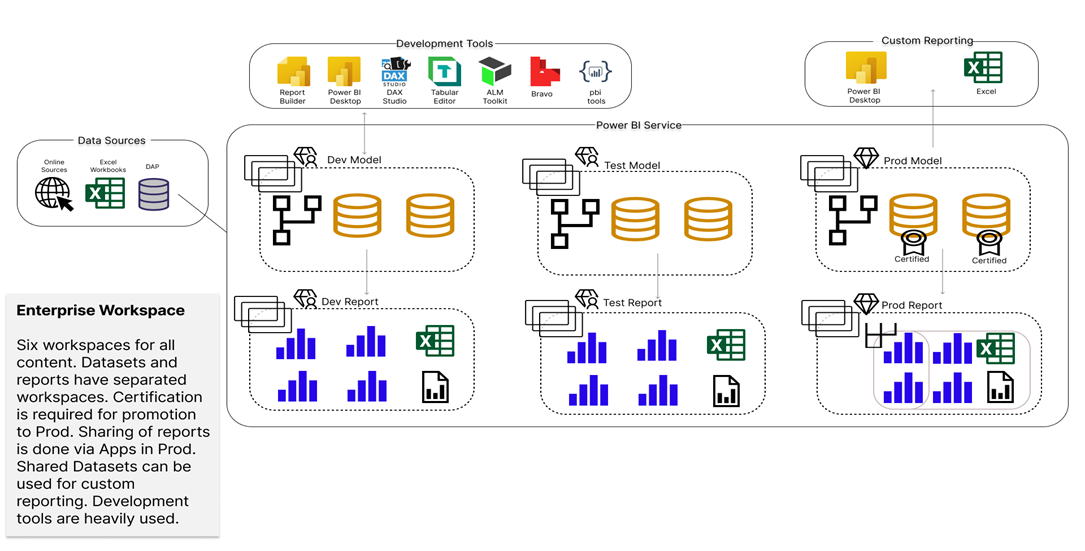 Development Tools
Report
Builder
Power BI
Desktop
DAX
STUDIO
DAX
Studio
Tabular
Editor
ALM
Toolkit
Bravo
pbi
tools
Custom Reporting
Power BI
Desktop
Excel
Data Sources
Online
Sources
Excel
Workbooks
DAP
Power BI Service
Dev Model
Test Model
Prod Model
Certified
Certified
Dev Report
Test Report
Prod Report
Enterprise Workspace
Six workspaces for all
content. Datasets and
reports have separated
workspaces. Certification
is required for promotion
to Prod. Sharing of reports
is done via Apps in Prod.
Shared Datasets can be
used for custom
reporting. Development
tools are heavily used.